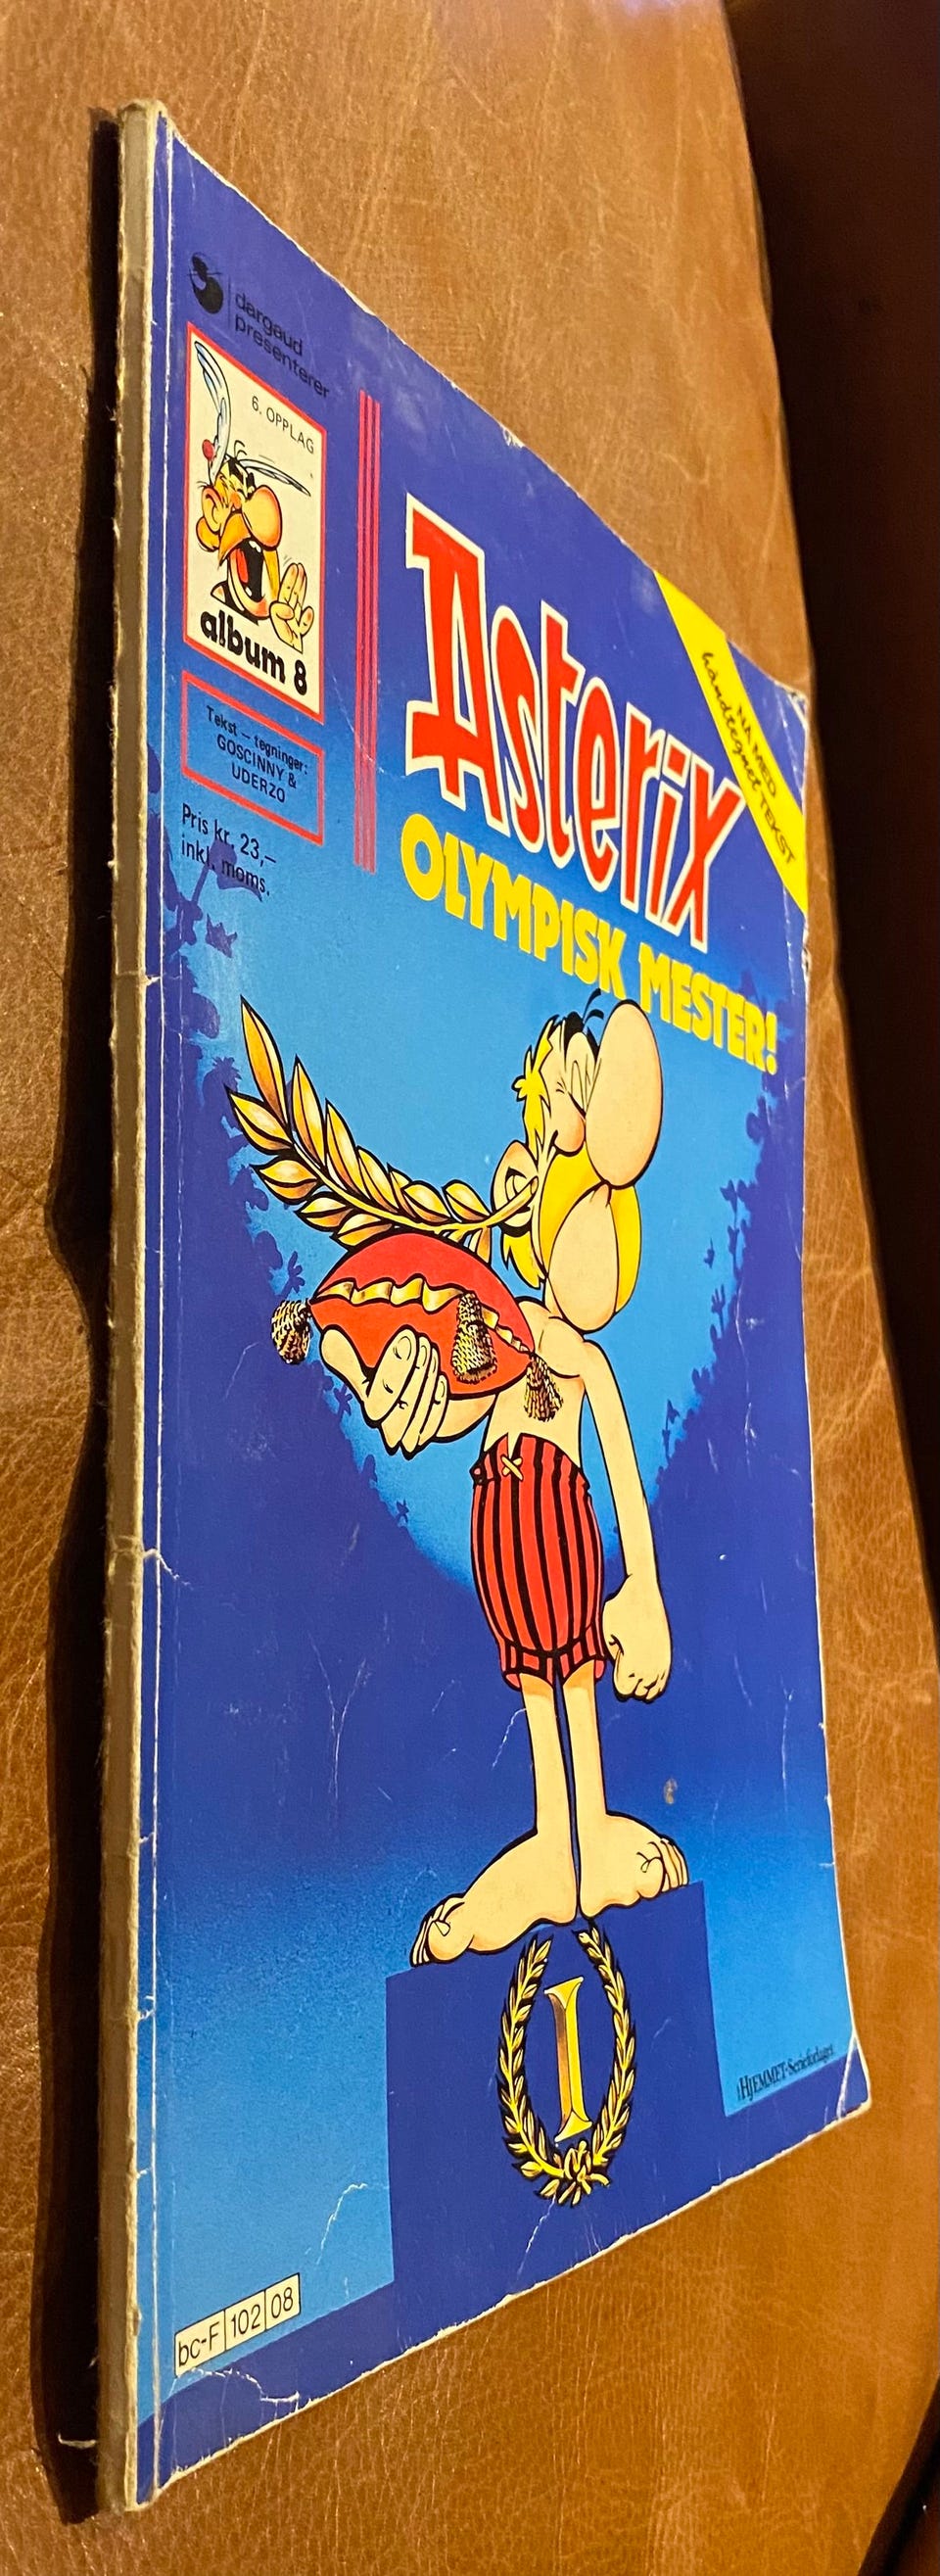 dargaud
presenterer
6. OPPLAG
album 8
Tekst – tegninger:
GOSCINNY &
UDERZO
Pris kr. 23,–
inkl. moms.
NÅ MED
håndtegnet TEKST
Asterix
OLYMPISK MESTER!
I
HJEMMET-Serieforlaget
bc-F 102 08